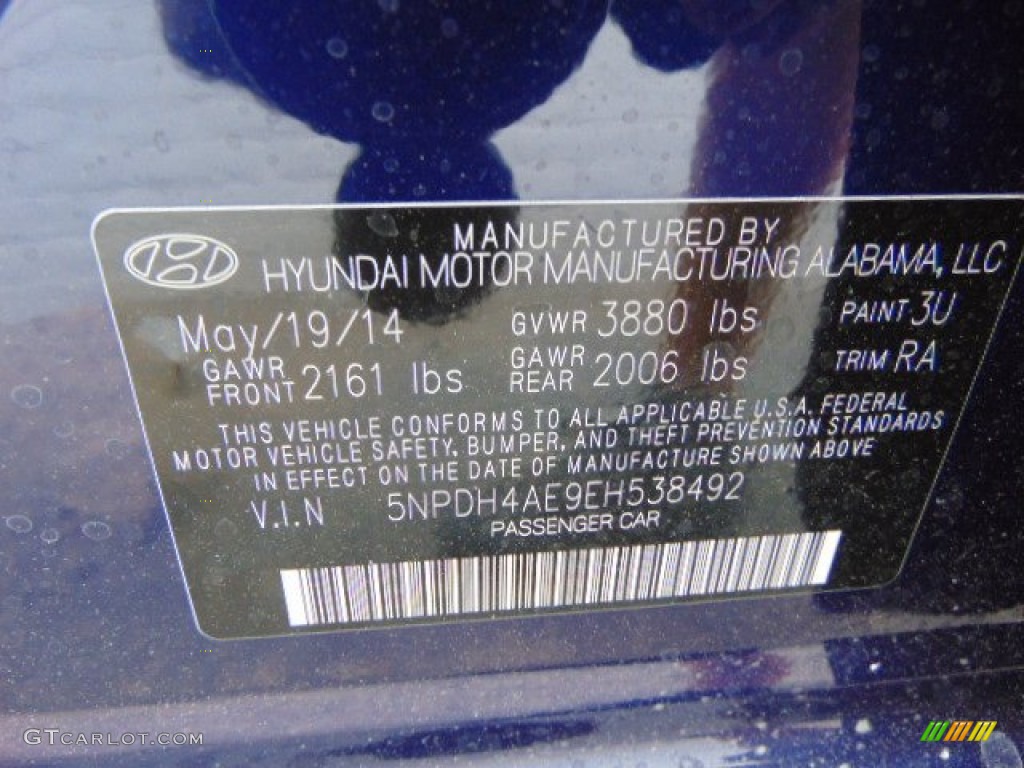 MANUFACTURED BY
HYUNDAI MOTOR MANUFACTURING ALABAMA, LLC
May/19/14 GVWR 3880 lbs PAINT 3U
GAWR FRONT 2161 lbs GAWR REAR 2006 lbs TRIM RA
THIS VEHICLE CONFORMS TO ALL APPLICABLE U.S.A. FEDERAL
MOTOR VEHICLE SAFETY, BUMPER, AND THEFT PREVENTION STANDARDS
IN EFFECT ON THE DATE OF MANUFACTURE SHOWN ABOVE
V.I.N 5NPDH4AE9EH538492
PASSENGER CAR
GTCARLOT.COM